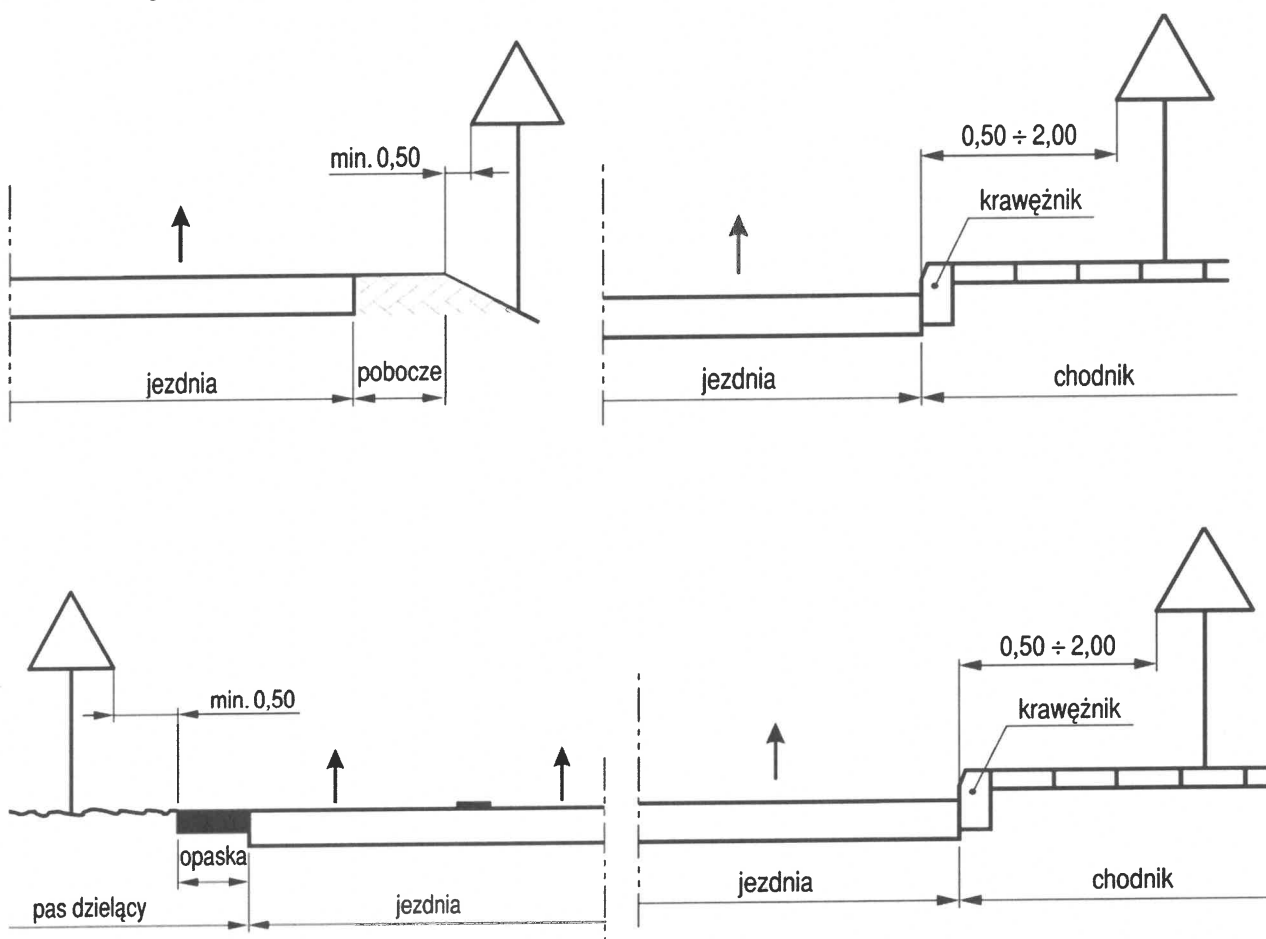 min. 0,50
jezdnia
pobocze
0,50 ÷ 2,00
krawężnik
jezdnia
chodnik
min. 0,50
opaska
pas dzielący
jezdnia
0,50 ÷ 2,00
krawężnik
jezdnia
chodnik